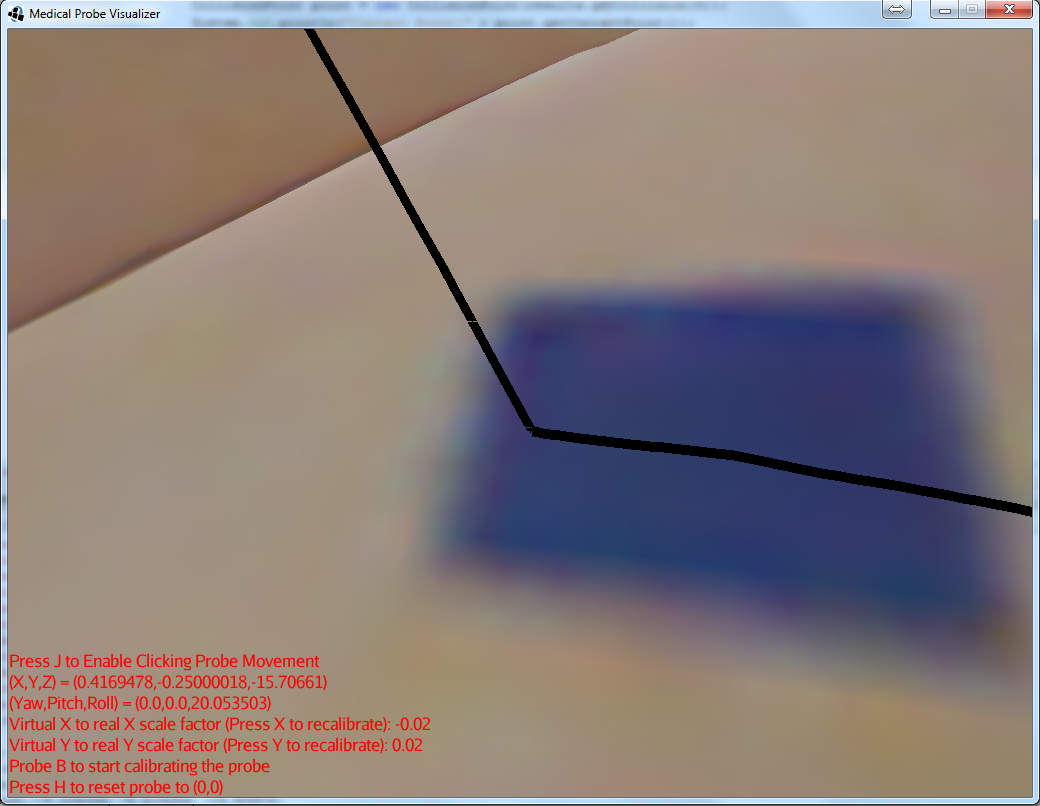 Medical Probe Visualizer
Press J to Enable Clicking Probe Movement
(X,Y,Z) = (0.4169478,-0.25000018,-15.70661)
(Yaw,Pitch,Roll) = (0.0,0.0,20.053503)
Virtual X to real X scale factor (Press X to recalibrate): -0.02
Virtual Y to real Y scale factor (Press Y to recalibrate): 0.02
Probe B to start calibrating the probe
Press H to reset probe to (0,0)